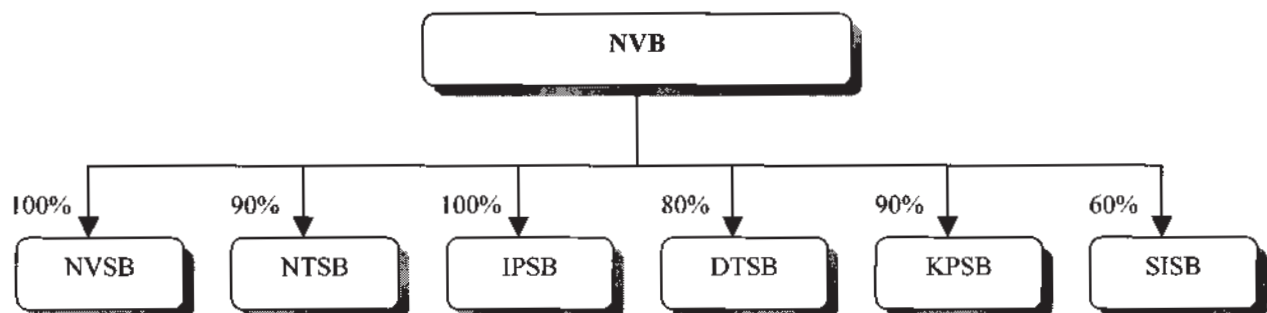 NVB
100% 90% 100% 80% 90% 60%
NVSB NTSB IPSB DTSB KPSB SISB